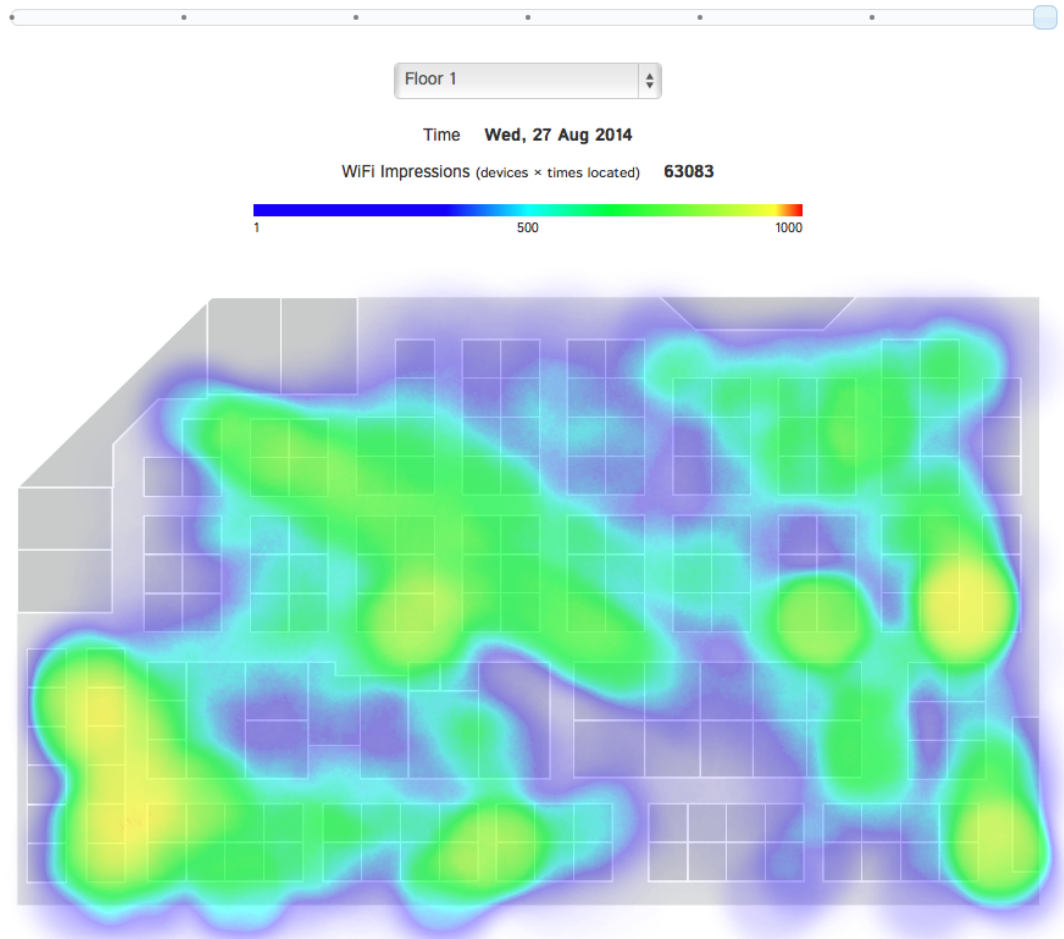 Floor 1
Time Wed, 27 Aug 2014
WiFi Impressions (devices × times located) 63083
1 500 1000